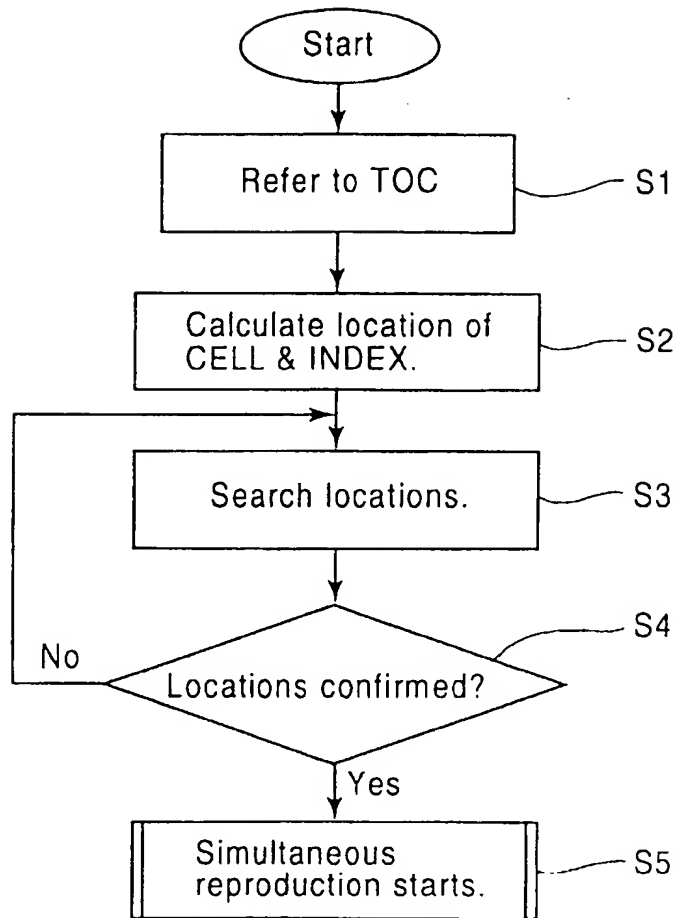 Start
Refer to TOC
S1
Calculate location of
CELL & INDEX.
S2
Search locations.
S3
S4
No
Locations confirmed?
Yes
Simultaneous
reproduction starts.
S5